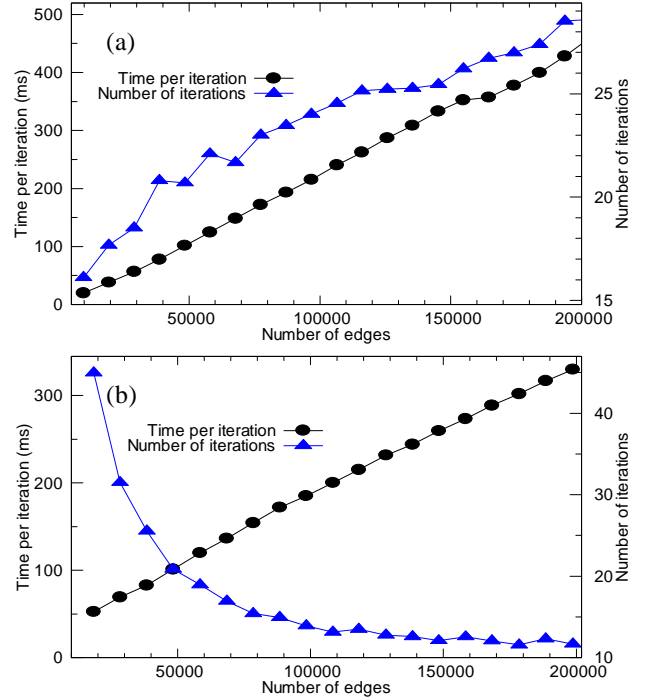 (a)
Time per iteration
Number of iterations
Time per iteration (ms)
500
400
300
200
100
0
Number of iterations
25
20
15
50000 100000 150000 200000
Number of edges
(b)
Time per iteration
Number of iterations
Time per iteration (ms)
300
200
100
0
Number of iterations
40
30
20
10
50000 100000 150000 200000
Number of edges